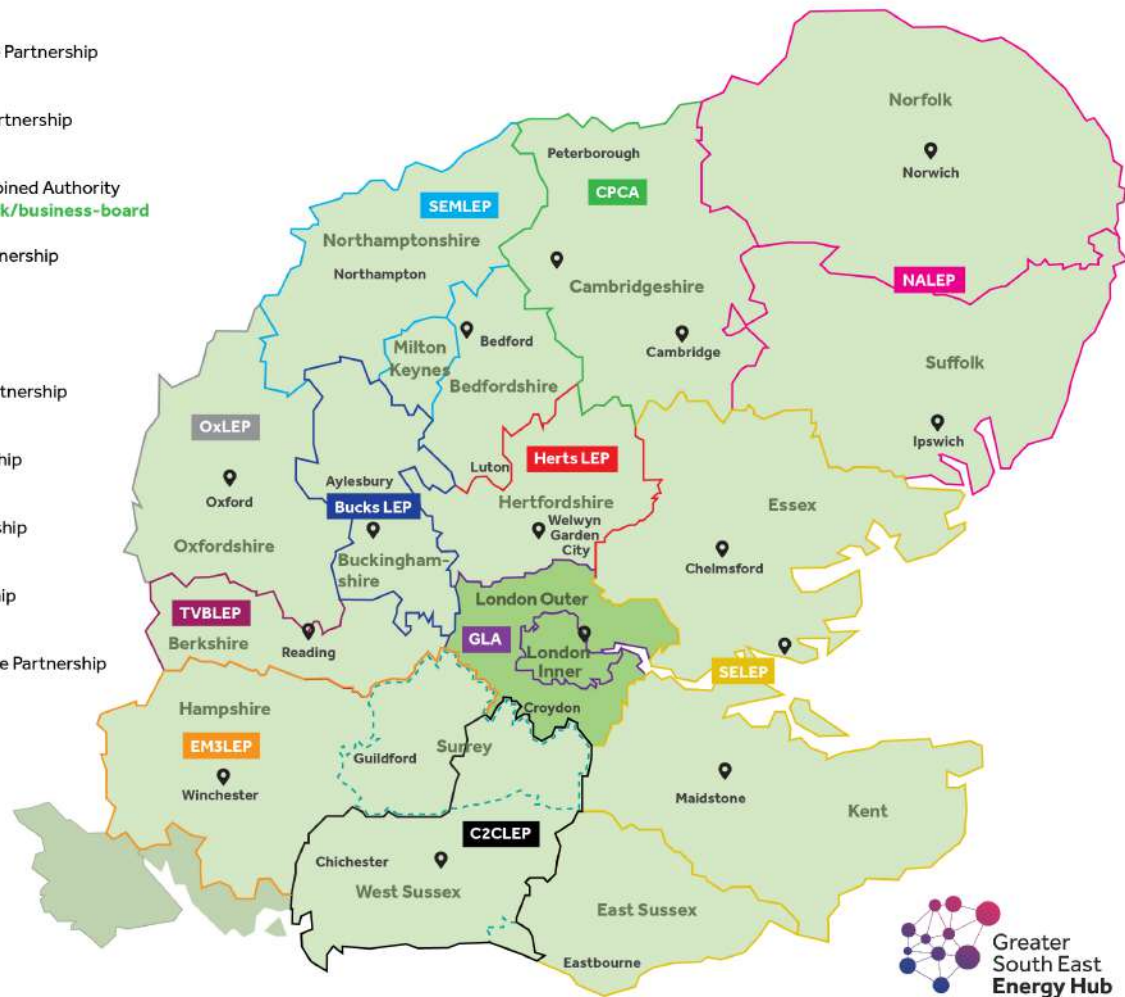 Partnership
rtnership
bined Authority
k/business-board
nership
rtnership
hip
ship
hip
e Partnership
Norfolk
Norwich
Peterborough
CPCA
SEMLEP
Northamptonshire
Northampton
NALEP
Cambridgeshire
Cambridge
Bedford
Milton
Keynes
Bedfordshire
Suffolk
Ipswich
OxLEP
Oxford
Oxfordshire
Luton
Herts LEP
Hertfordshire
Welwyn
Garden
City
Aylesbury
Bucks LEP
Buckingham-
shire
Essex
Chelmsford
London Outer
GLA
London
Inner
Croydon
TVBLEP
Berkshire
Reading
SELEP
Hampshire
EM3LEP
Winchester
Guildford
Surrey
Maidstone
Kent
C2CLEP
Chichester
West Sussex
East Sussex
Eastbourne
Greater
South East
Energy Hub